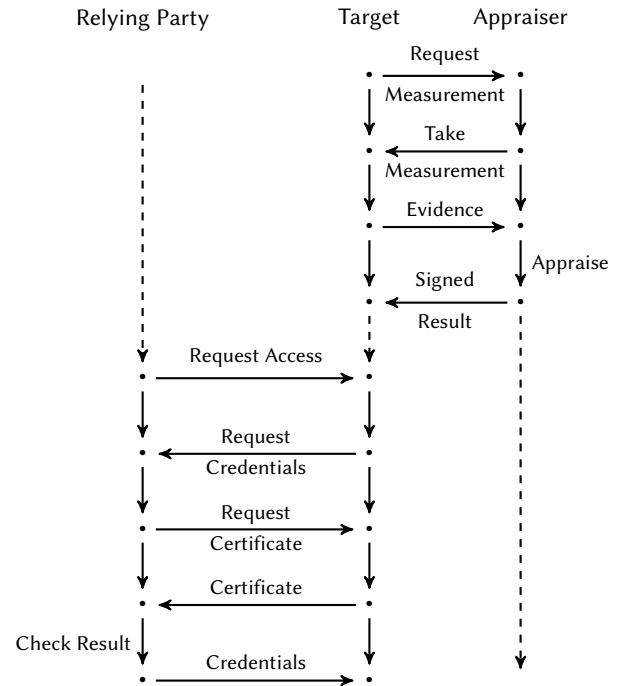 Relying Party
Target
Appraiser
Request
Measurement
Take
Measurement
Evidence
Appraise
Signed
Result
Request Access
Request
Credentials
Request
Certificate
Certificate
Check Result
Credentials